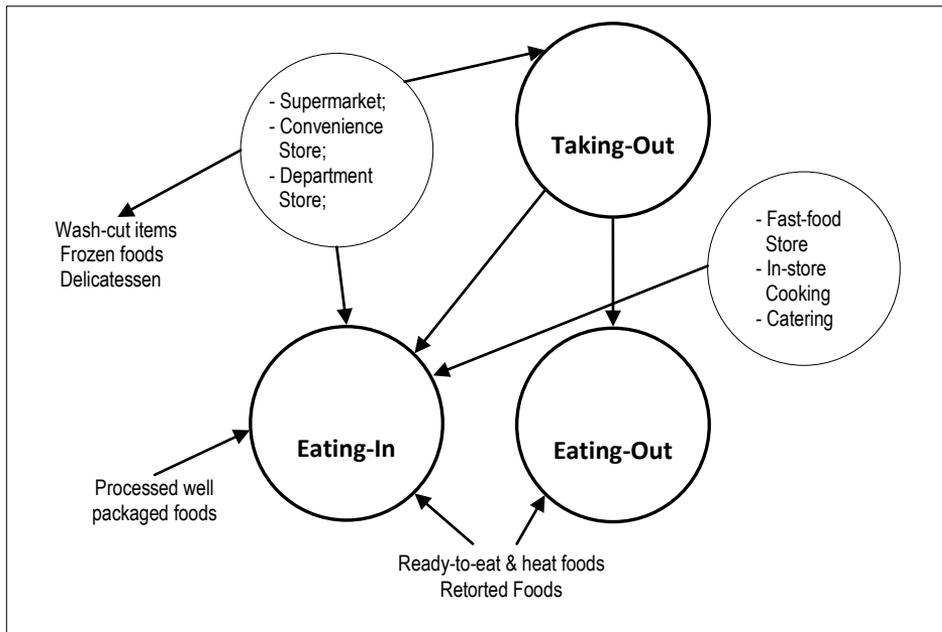 - Supermarket;
- Convenience
Store;
- Department
Store;
Taking-Out
Wash-cut items
Frozen foods
Delicatessen
- Fast-food
Store
- In-store
Cooking
- Catering
Eating-In
Eating-Out
Processed well
packaged foods
Ready-to-eat & heat foods
Retorted Foods